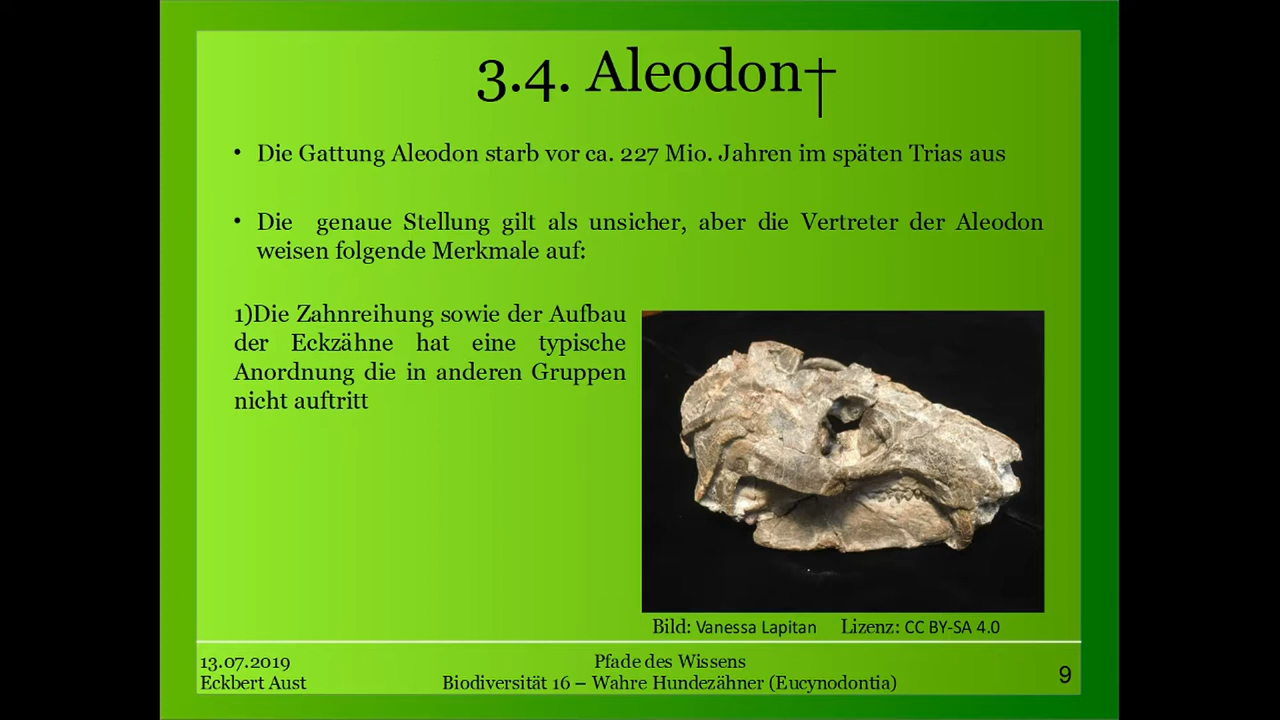 3.4. Aleodon†
• Die Gattung Aleodon starb vor ca. 227 Mio. Jahren im späten Trias aus
• Die genaue Stellung gilt als unsicher, aber die Vertreter der Aleodon
weisen folgende Merkmale auf:
1)Die Zahnreihung sowie der Aufbau
der Eckzähne hat eine typische
Anordnung die in anderen Gruppen
nicht auftritt
Bild: Vanessa Lapitan Lizenz: CC BY-SA 4.0
13.07.2019
Eckbert Aust
Pfade des Wissens
Biodiversität 16 – Wahre Hundezähner (Eucynodontia)
9